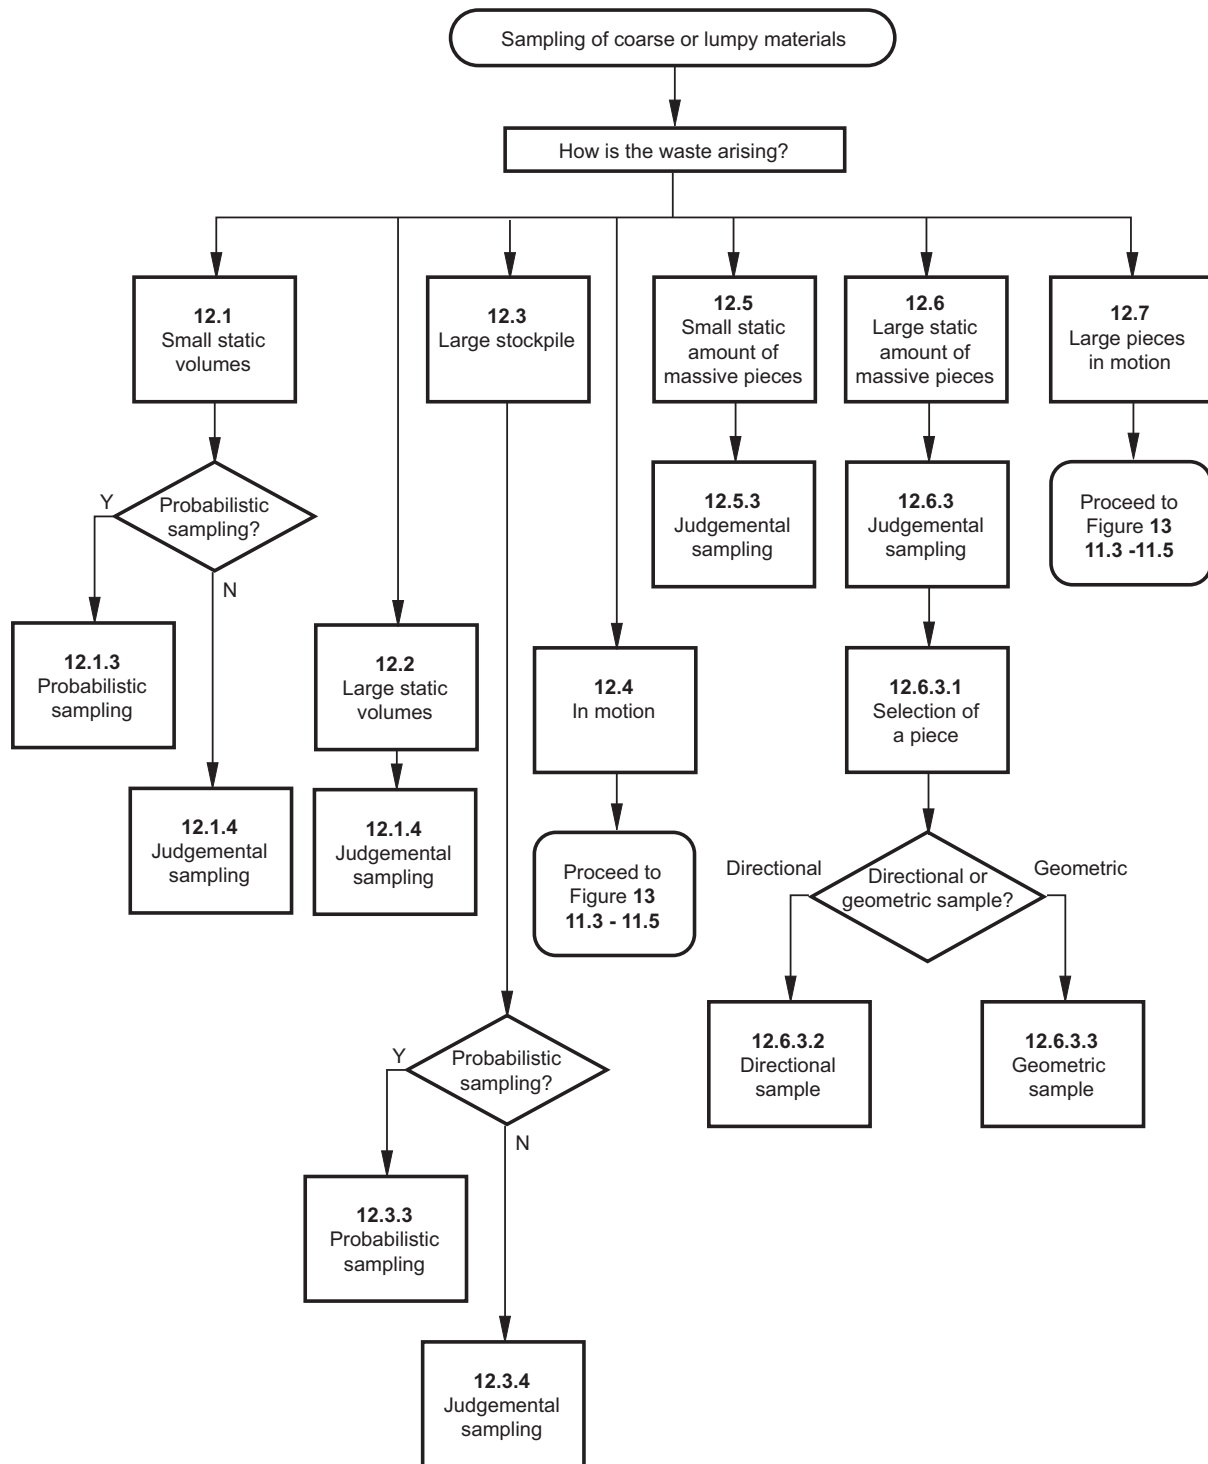 Sampling of coarse or lumpy materials
How is the waste arising?
12.1
Small static
volumes
12.3
Large stockpile
12.5
Small static
amount of
massive pieces
12.6
Large static
amount of
massive pieces
12.7
Large pieces
in motion
Y
Probabilistic
sampling?
N
12.5.3
Judgemental
sampling
12.6.3
Judgemental
sampling
Proceed to
Figure 13
11.3 -11.5
12.1.3
Probabilistic
sampling
12.2
Large static
volumes
12.4
In motion
12.6.3.1
Selection of
a piece
12.1.4
Judgemental
sampling
12.1.4
Judgemental
sampling
Proceed to
Figure 13
11.3 - 11.5
Directional
Directional or
geometric sample?
Geometric
Y
Probabilistic
sampling?
N
12.6.3.2
Directional
sample
12.6.3.3
Geometric
sample
12.3.3
Probabilistic
sampling
12.3.4
Judgemental
sampling